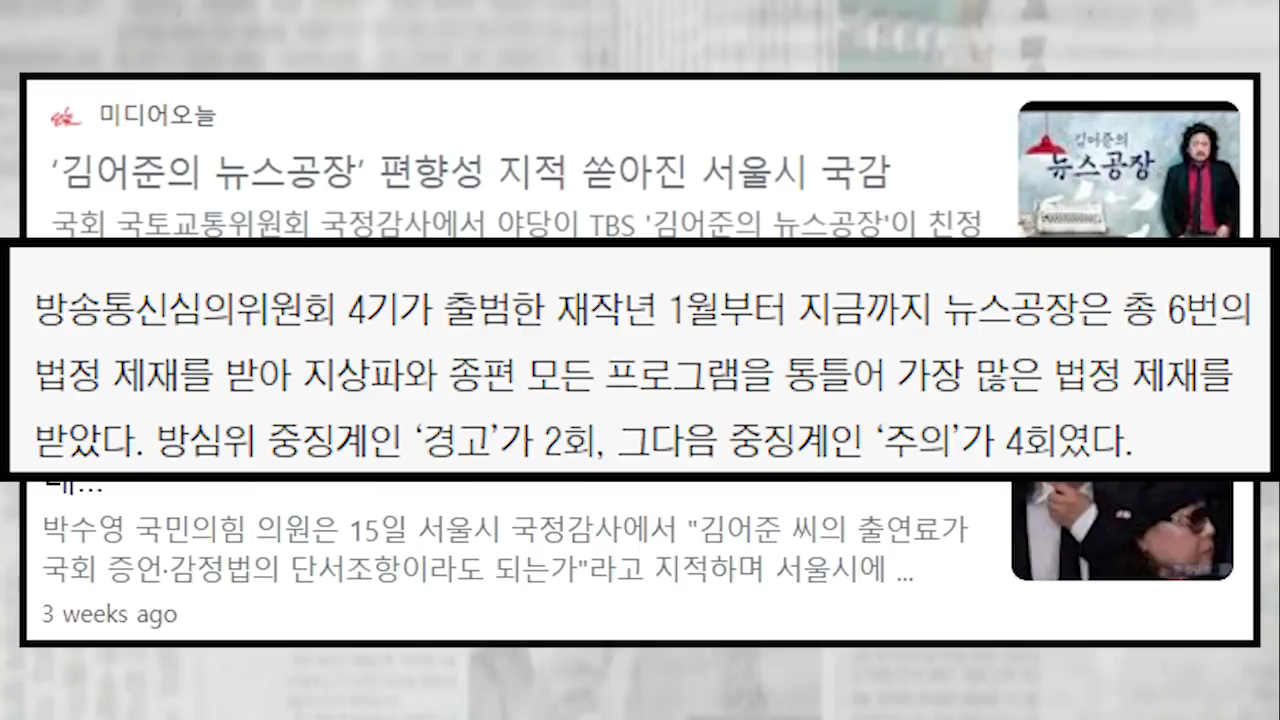 미디어오늘
‘김어준의 뉴스공장’ 편향성 지적 쏟아진 서울시 국감
국회 국토교통위원회 국정감사에서 야당이 TBS '김어준의 뉴스공장'이 친정
김어준의
뉴스공장
방송통신심의위원회 4기가 출범한 재작년 1월부터 지금까지 뉴스공장은 총 6번의
법정 제재를 받아 지상파와 종편 모든 프로그램을 통틀어 가장 많은 법정 제재를
받았다. 방심위 중징계인 ‘경고’가 2회, 그다음 중징계인 ‘주의’가 4회였다.
박수영 국민의힘 의원은 15일 서울시 국정감사에서 "김어준 씨의 출연료가
국회 증언·감정법의 단서조항이라도 되는가"라고 지적하며 서울시에 ...
3 weeks ago